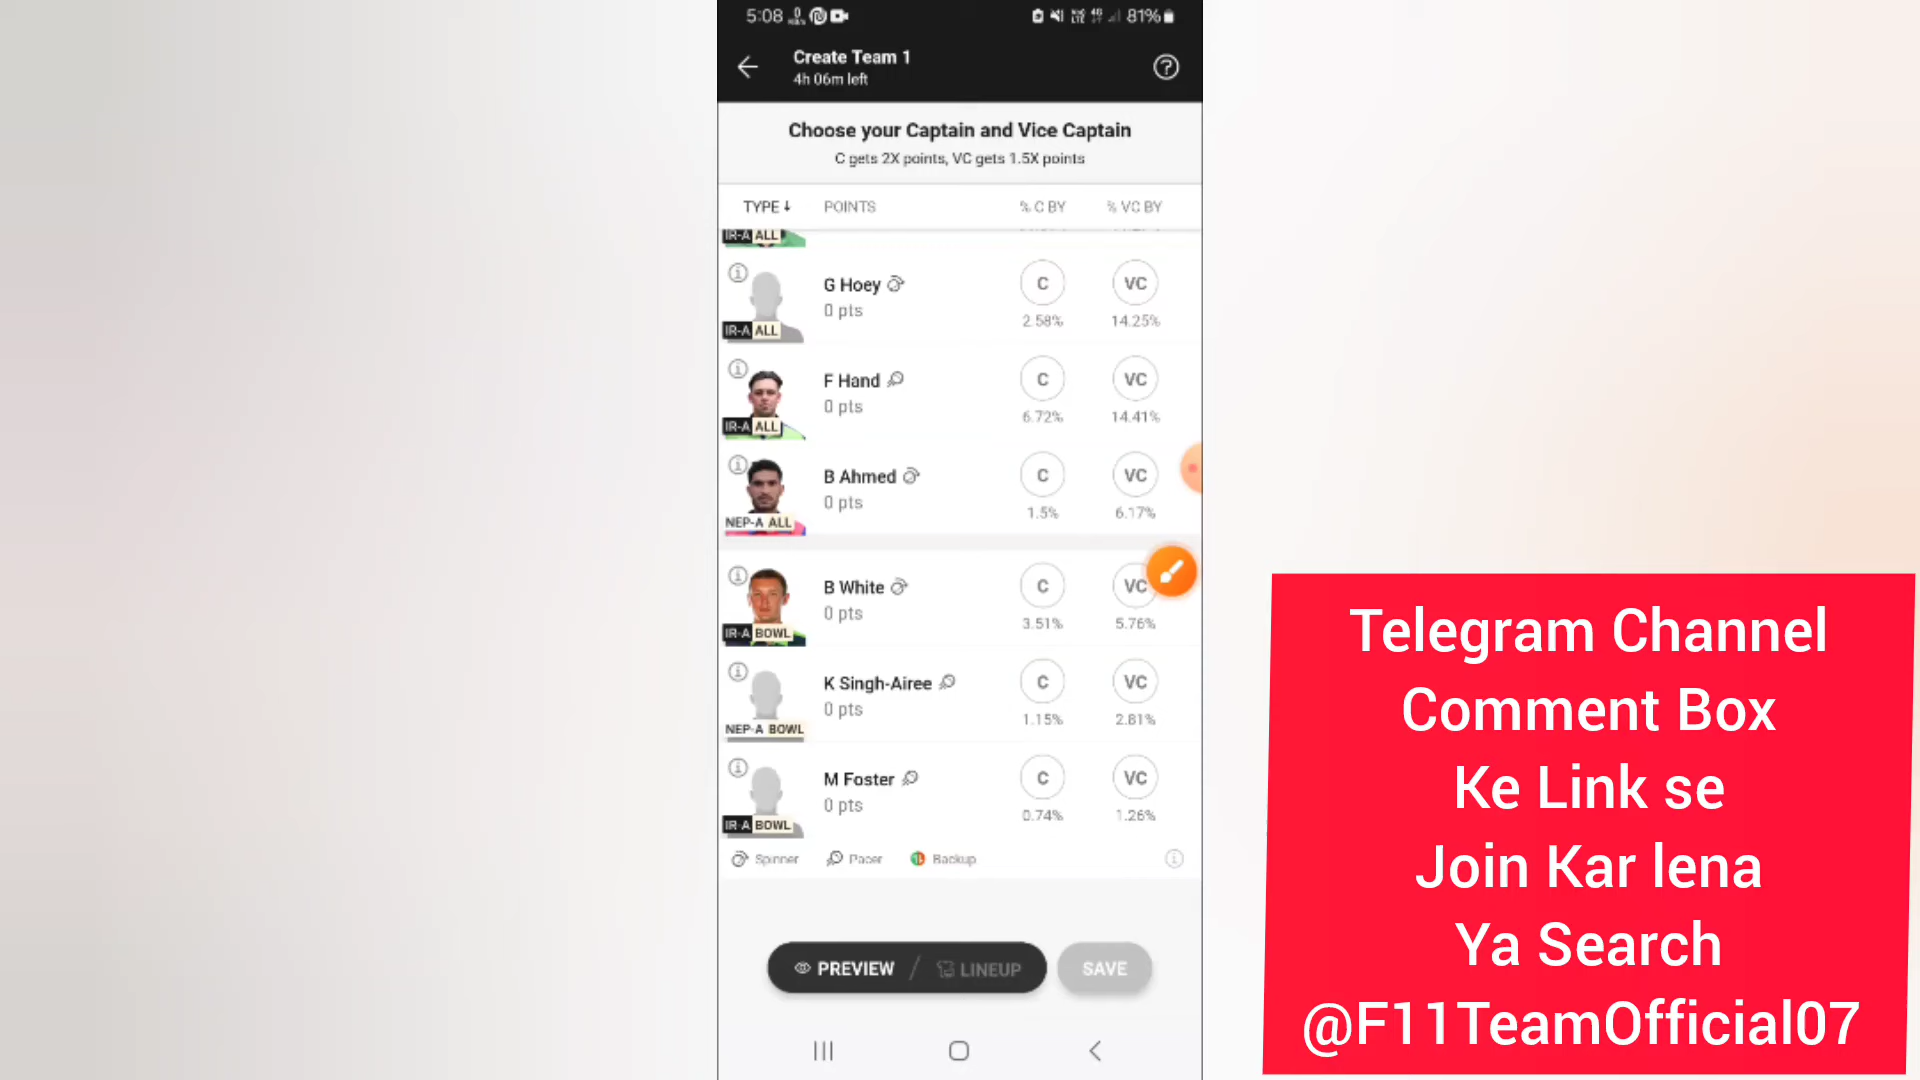 5:08
81%
Create Team 1
4h 06m left
Choose your Captain and Vice Captain
C gets 2X points, VC gets 1.5X points
TYPE POINTS % C BY % VC BY
IR-A ALL
G Hoey C VC
0 pts
2.58% 14.25%
IR-A ALL
F Hand C VC
0 pts
6.72% 14.41%
IR-A ALL
B Ahmed C VC
0 pts
1.5% 6.17%
NEP-A ALL
B White C VC
0 pts
3.51% 5.76%
IR-A BOWL
K Singh-Airee C VC
0 pts
1.15% 2.81%
NEP-A BOWL
M Foster C VC
0 pts
0.74% 1.26%
IR-A BOWL
Spinner Pacer Backup
PREVIEW / LINEUP SAVE
Telegram Channel
Comment Box
Ke Link se
Join Kar lena
Ya Search
@F11TeamOfficial07